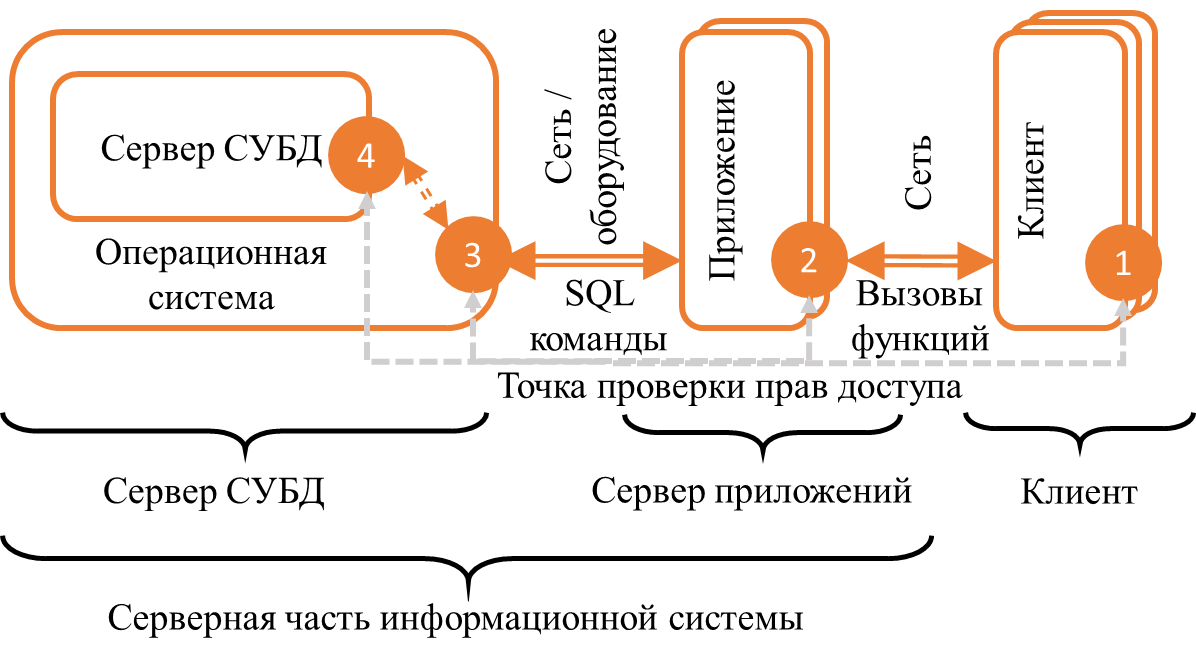 Сервер СУБД
4
Операционная
система
3
Сеть /
оборудование
SQL
команды
Приложение
2
Сеть
Вызовы
функций
Клиент
1
Точка проверки прав доступа
Сервер СУБД
Сервер приложений
Клиент
Серверная часть информационной системы